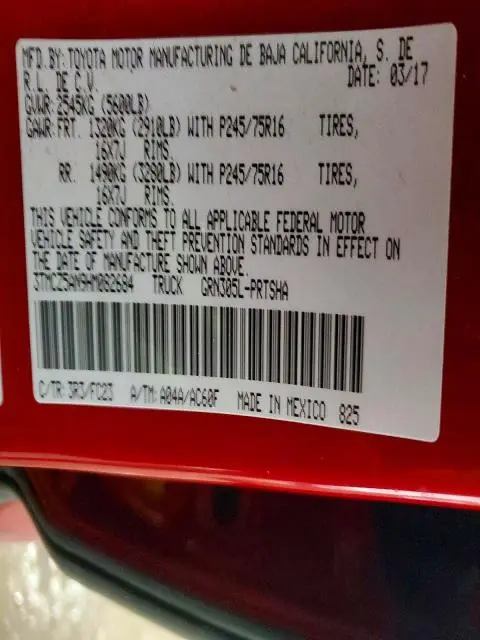 MFD.BY: TOYOTA MOTOR MANUFACTURING DE BAJA CALIFORNIA, S. DE
R.L. DE C.V. DATE: 03/17
GVWR: 2545KG (5600LB)
GAWR: FRT. 1320KG (2910LB) WITH P245/75R16 TIRES,
16X7J RIMS.
RR. 1490KG (3280LB) WITH P245/75R16 TIRES,
16X7J RIMS.
THIS VEHICLE CONFORMS TO ALL APPLICABLE FEDERAL MOTOR
VEHICLE SAFETY AND THEFT PREVENTION STANDARDS IN EFFECT ON
THE DATE OF MANUFACTURE SHOWN ABOVE.
3TMCZ5AN9HM082684 TRUCK GRN305L-PRTSHA
C/TR: 3R3/FC23 A/TM: A04A/AC60F MADE IN MEXICO 825